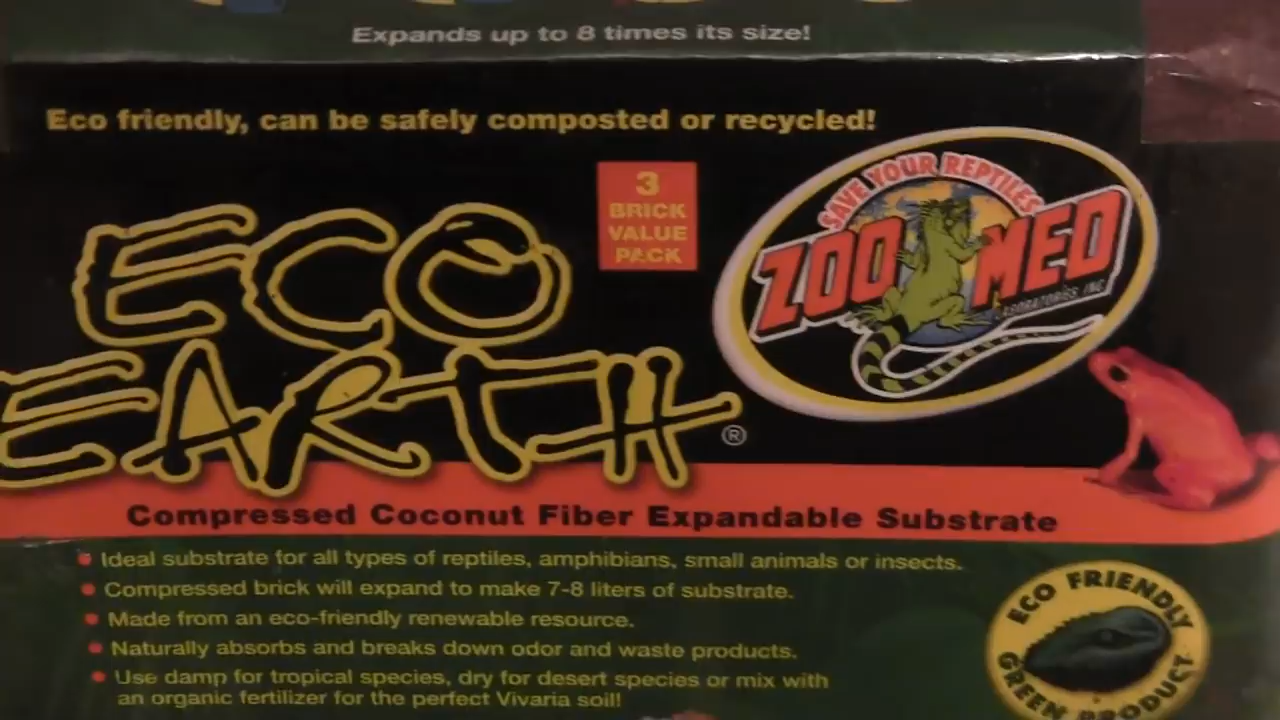 Expands up to 8 times its size!
Eco friendly, can be safely composted or recycled!
3
BRICK
VALUE
PACK
SAVE YOUR REPTILES
ZOO MED
LABORATORIES INC
ECO
EARTH®
Compressed Coconut Fiber Expandable Substrate
Ideal substrate for all types of reptiles, amphibians, small animals or insects.
Compressed brick will expand to make 7-8 liters of substrate.
Made from an eco-friendly renewable resource.
Naturally absorbs and breaks down odor and waste products.
Use damp for tropical species, dry for desert species or mix with
an organic fertilizer for the perfect Vivaria soil!
ECO FRIENDLY
GREEN PRODUCT